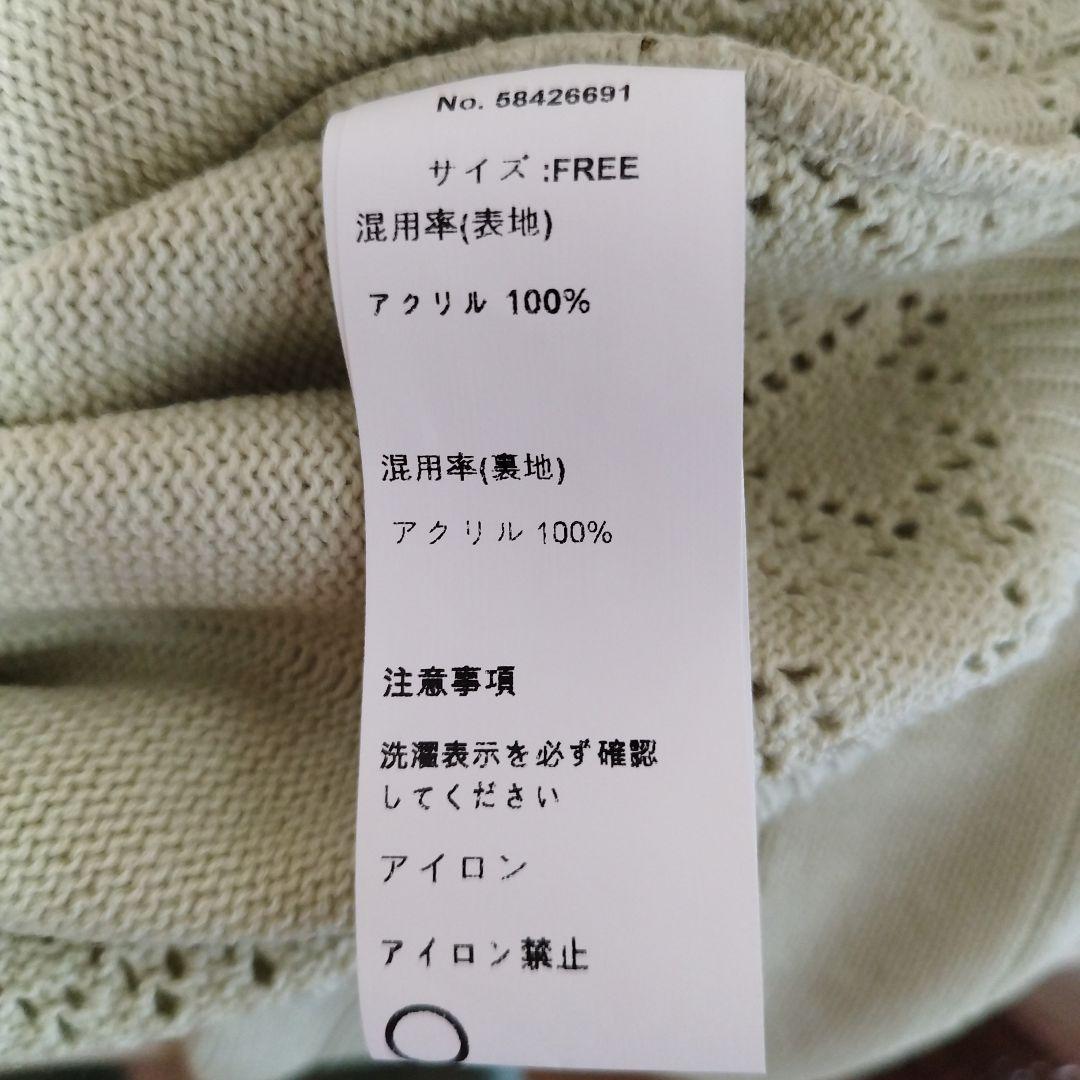 No. 58426691
サイズ :FREE
混用率(表地)
アクリル 100%
混用率(裏地)
アクリル 100%
注意事項
洗濯表示を必ず確認
してください
アイロン
アイロン禁止